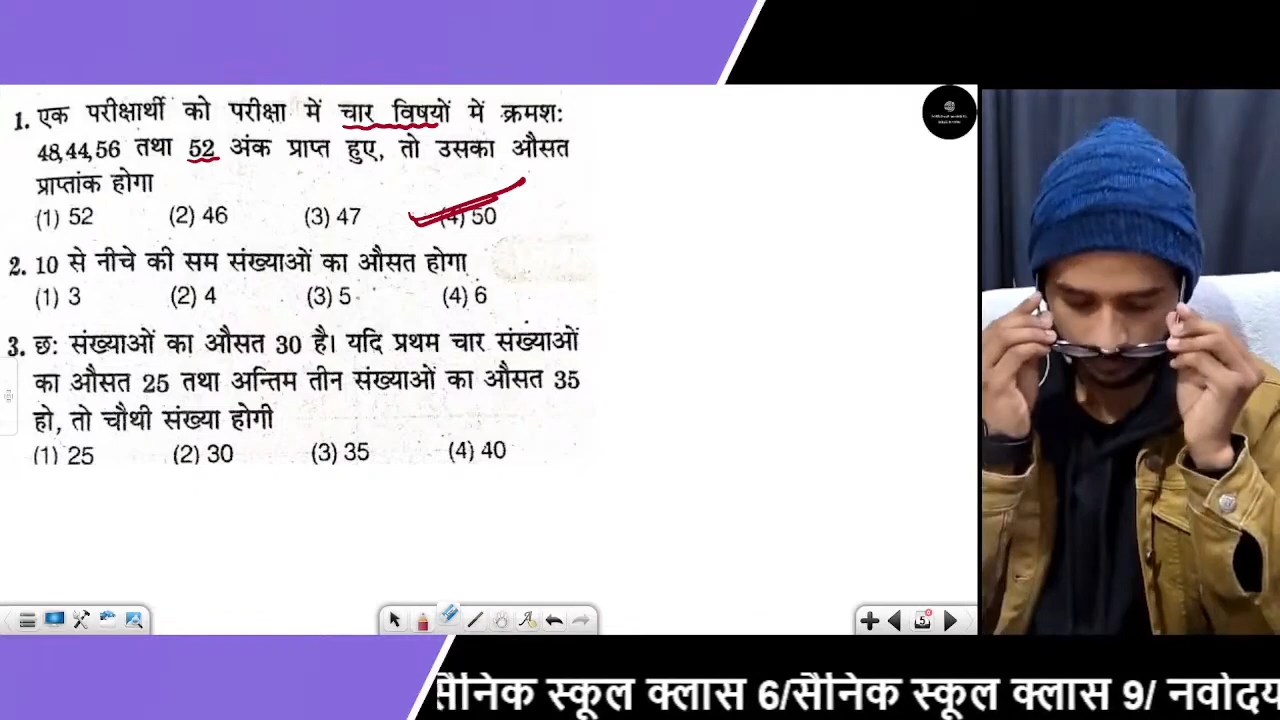 1. एक परीक्षार्थी को परीक्षा में चार विषयों में क्रमश:
48,44,56 तथा 52 अंक प्राप्त हुए, तो उसका औसत
प्राप्तांक होगा
(1) 52 (2) 46 (3) 47 (4) 50
2. 10 से नीचे की सम संख्याओं का औसत होगा
(1) 3 (2) 4 (3) 5 (4) 6
3. छ: संख्याओं का औसत 30 है। यदि प्रथम चार संख्याओं
का औसत 25 तथा अन्तिम तीन संख्याओं का औसत 35
हो, तो चौथी संख्या होगी
(1) 25 (2) 30 (3) 35 (4) 40
5
सैनिक स्कूल क्लास 6/सैनिक स्कूल क्लास 9/ नवोदय